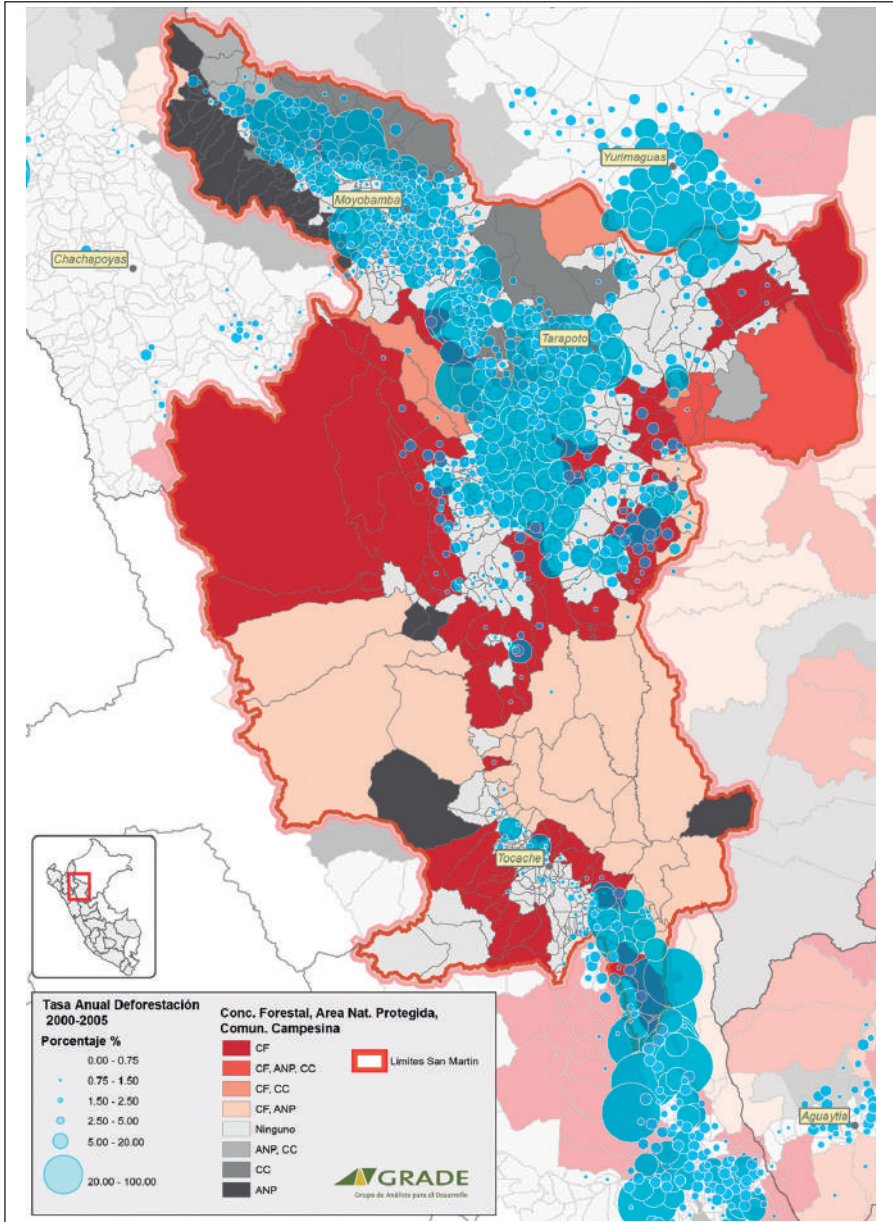 Yurimaguas
Moyobamba
Chachapoyas
Tarapoto
Tocache
Aguaytia
Tasa Anual Deforestación
2000-2005
Porcentaje %
0.00 - 0.75
0.75 - 1.50
1.50 - 2.50
2.50 - 5.00
5.00 - 20.00
20.00 - 100.00
Conc. Forestal, Area Nat. Protegida,
Comun. Campesina
CF
CF, ANP, CC
CF, CC
CF, ANP
Ninguno
ANP, CC
CC
ANP
Límites San Martin
GRADE
Grupo de Análisis para el Desarrollo